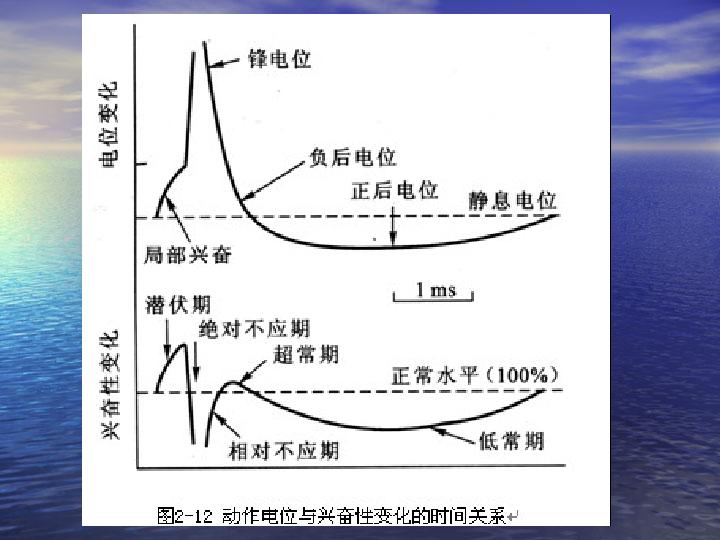 锋电位
电位变化
负后电位
正后电位
静息电位
局部兴奋
1 ms
潜伏期
绝对不应期
超常期
正常水平（100%）
兴奋性变化
相对不应期
低常期
图2-12 动作电位与兴奋性变化的时间关系